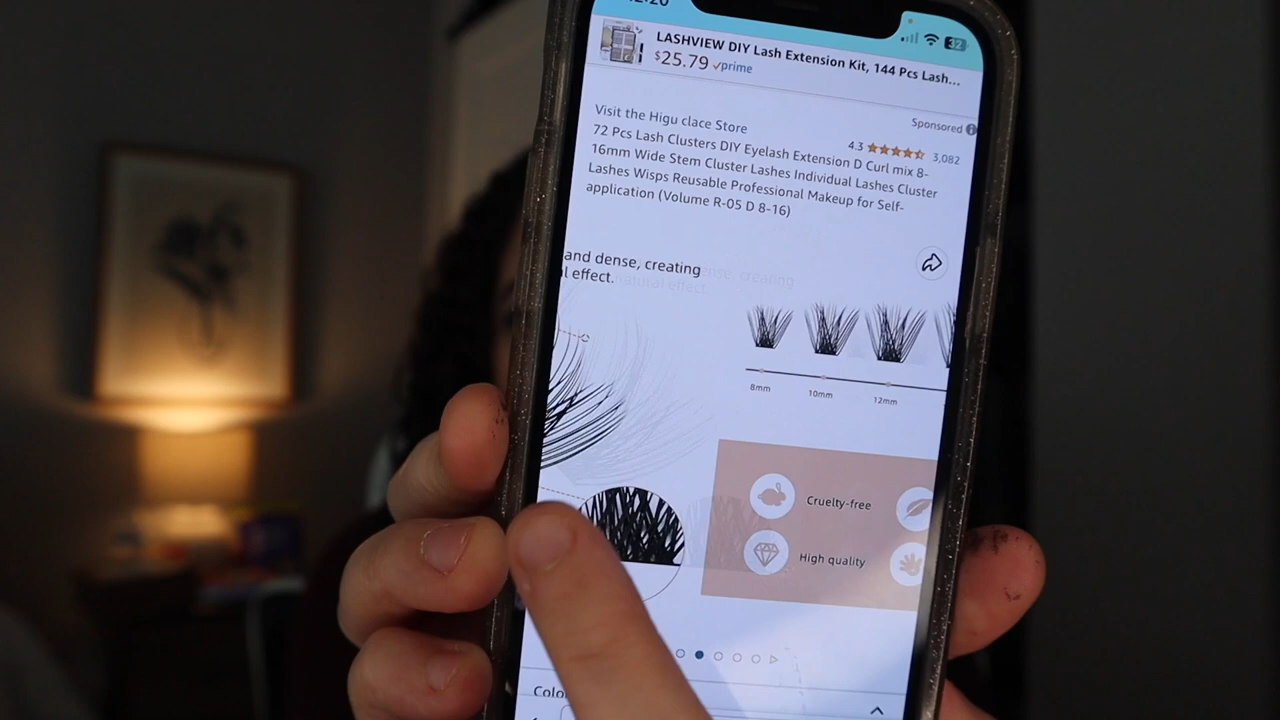 32
LASHVIEW DIY Lash Extension Kit, 144 Pcs Lash...
$25.79 prime
Sponsored
Visit the Higu clace Store
4.3 3,082
72 Pcs Lash Clusters DIY Eyelash Extension D Curl mix 8-
16mm Wide Stem Cluster Lashes Individual Lashes Cluster
Lashes Wisps Reusable Professional Makeup for Self-
application (Volume R-05 D 8-16)
and dense, creating
l effect.
8mm 10mm 12mm
Cruelty-free
High quality